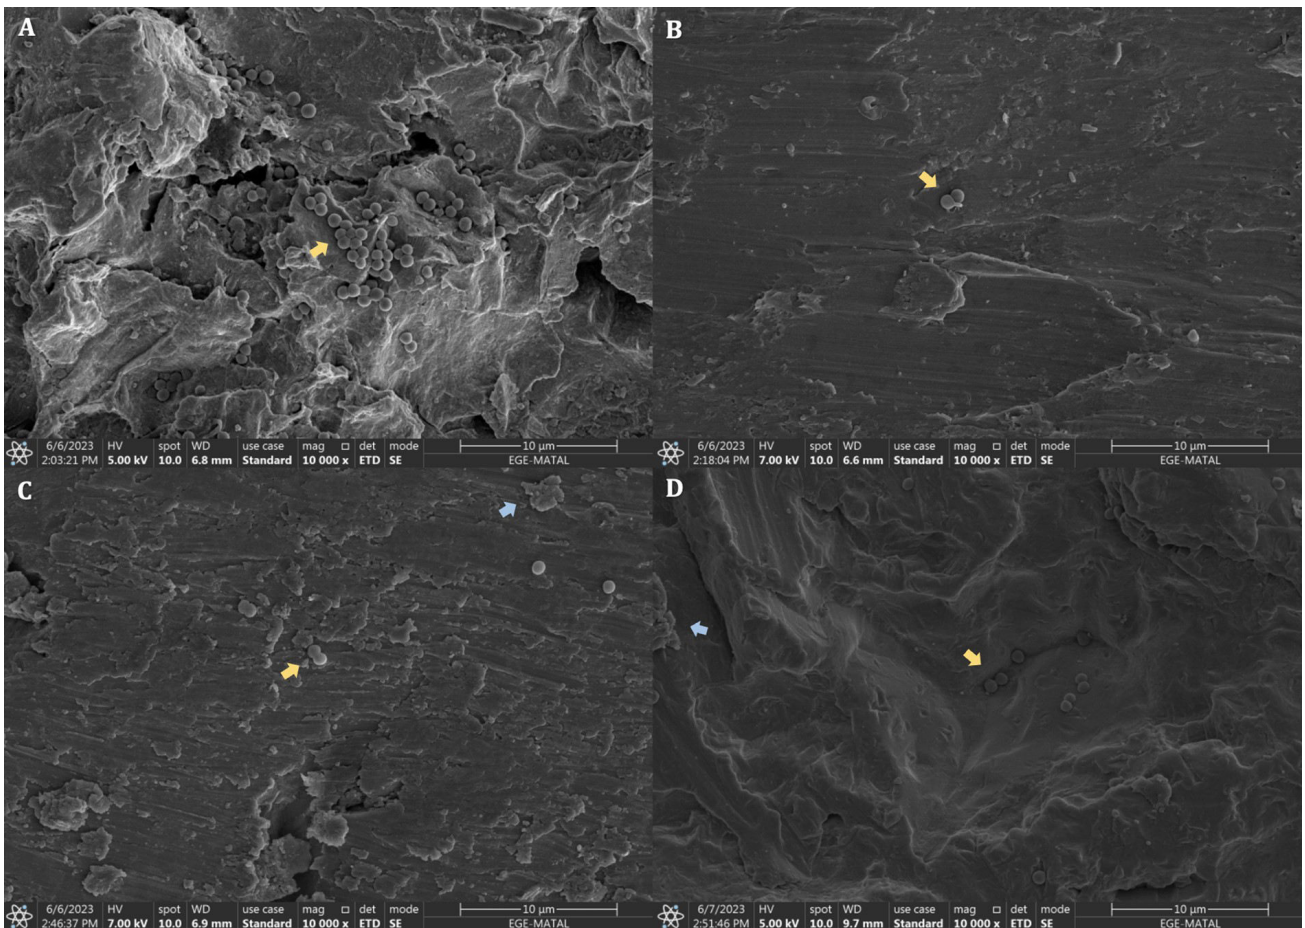 A
B
6/6/2023 HV spot WD use case mag det mode 10 µm
2:03:21 PM 5.00 kV 10.0 6.8 mm Standard 10 000 x ETD SE EGE-MATAL
6/6/2023 HV spot WD use case mag det mode 10 µm
2:18:04 PM 7.00 kV 10.0 6.6 mm Standard 10 000 x ETD SE EGE-MATAL
C
D
6/6/2023 HV spot WD use case mag det mode 10 µm
2:46:37 PM 7.00 kV 10.0 6.9 mm Standard 10 000 x ETD SE EGE-MATAL
6/7/2023 HV spot WD use case mag det mode 10 µm
2:51:46 PM 5.00 kV 10.0 9.7 mm Standard 10 000 x ETD SE EGE-MATAL